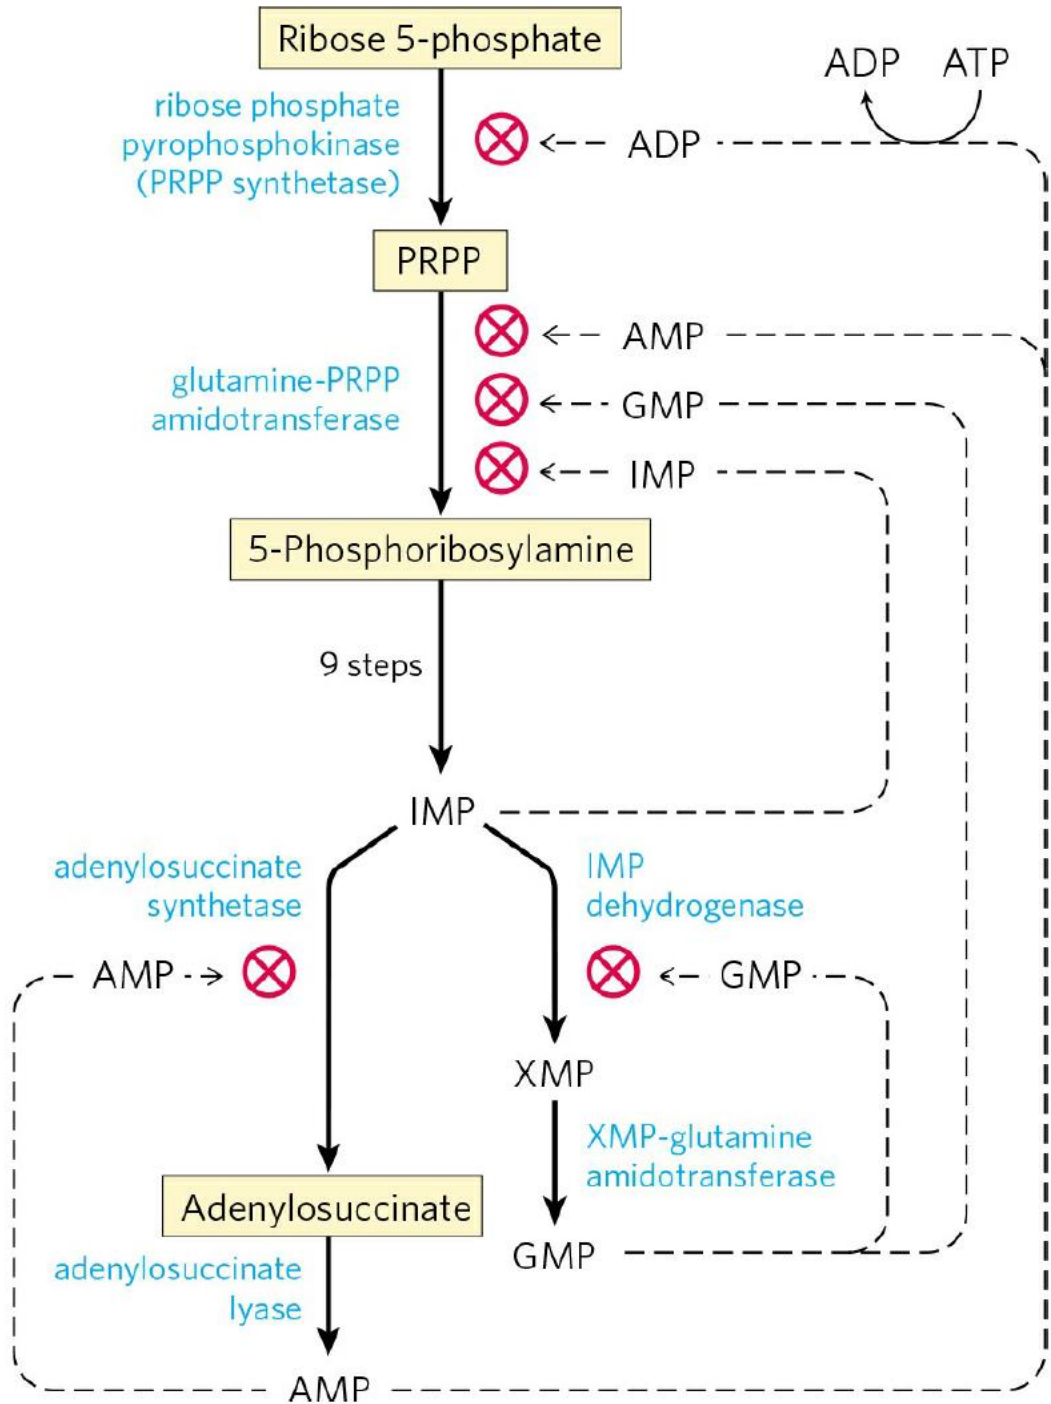 Ribose 5-phosphate
ADP ATP
ribose phosphate
pyrophosphokinase
(PRPP synthetase)
ADP
PRPP
AMP
glutamine-PRPP
amidotransferase
GMP
IMP
5-Phosphoribosylamine
9 steps
IMP
adenylosuccinate
synthetase
IMP
dehydrogenase
AMP
GMP
XMP
XMP-glutamine
amidotransferase
Adenylosuccinate
GMP
adenylosuccinate
lyase
AMP